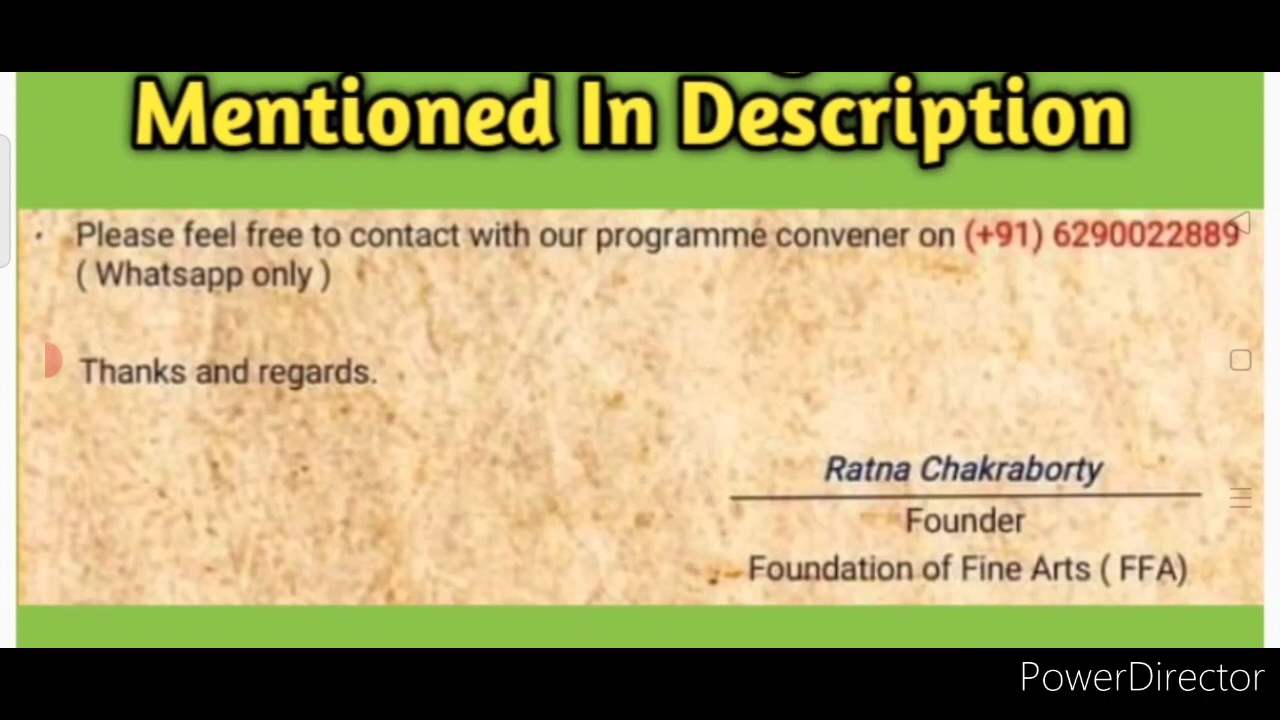 Mentioned In Description
Please feel free to contact with our programme convener on (+91) 6290022889
( Whatsapp only )
Thanks and regards.
Ratna Chakraborty
Founder
Foundation of Fine Arts ( FFA)
PowerDirector